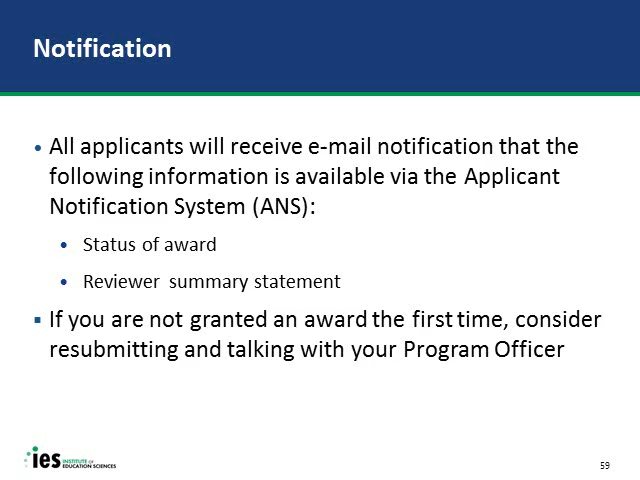 Notification
• All applicants will receive e-mail notification that the
following information is available via the Applicant
Notification System (ANS):
• Status of award
• Reviewer summary statement
▪ If you are not granted an award the first time, consider
resubmitting and talking with your Program Officer
ies INSTITUTE OF
EDUCATION SCIENCES
59